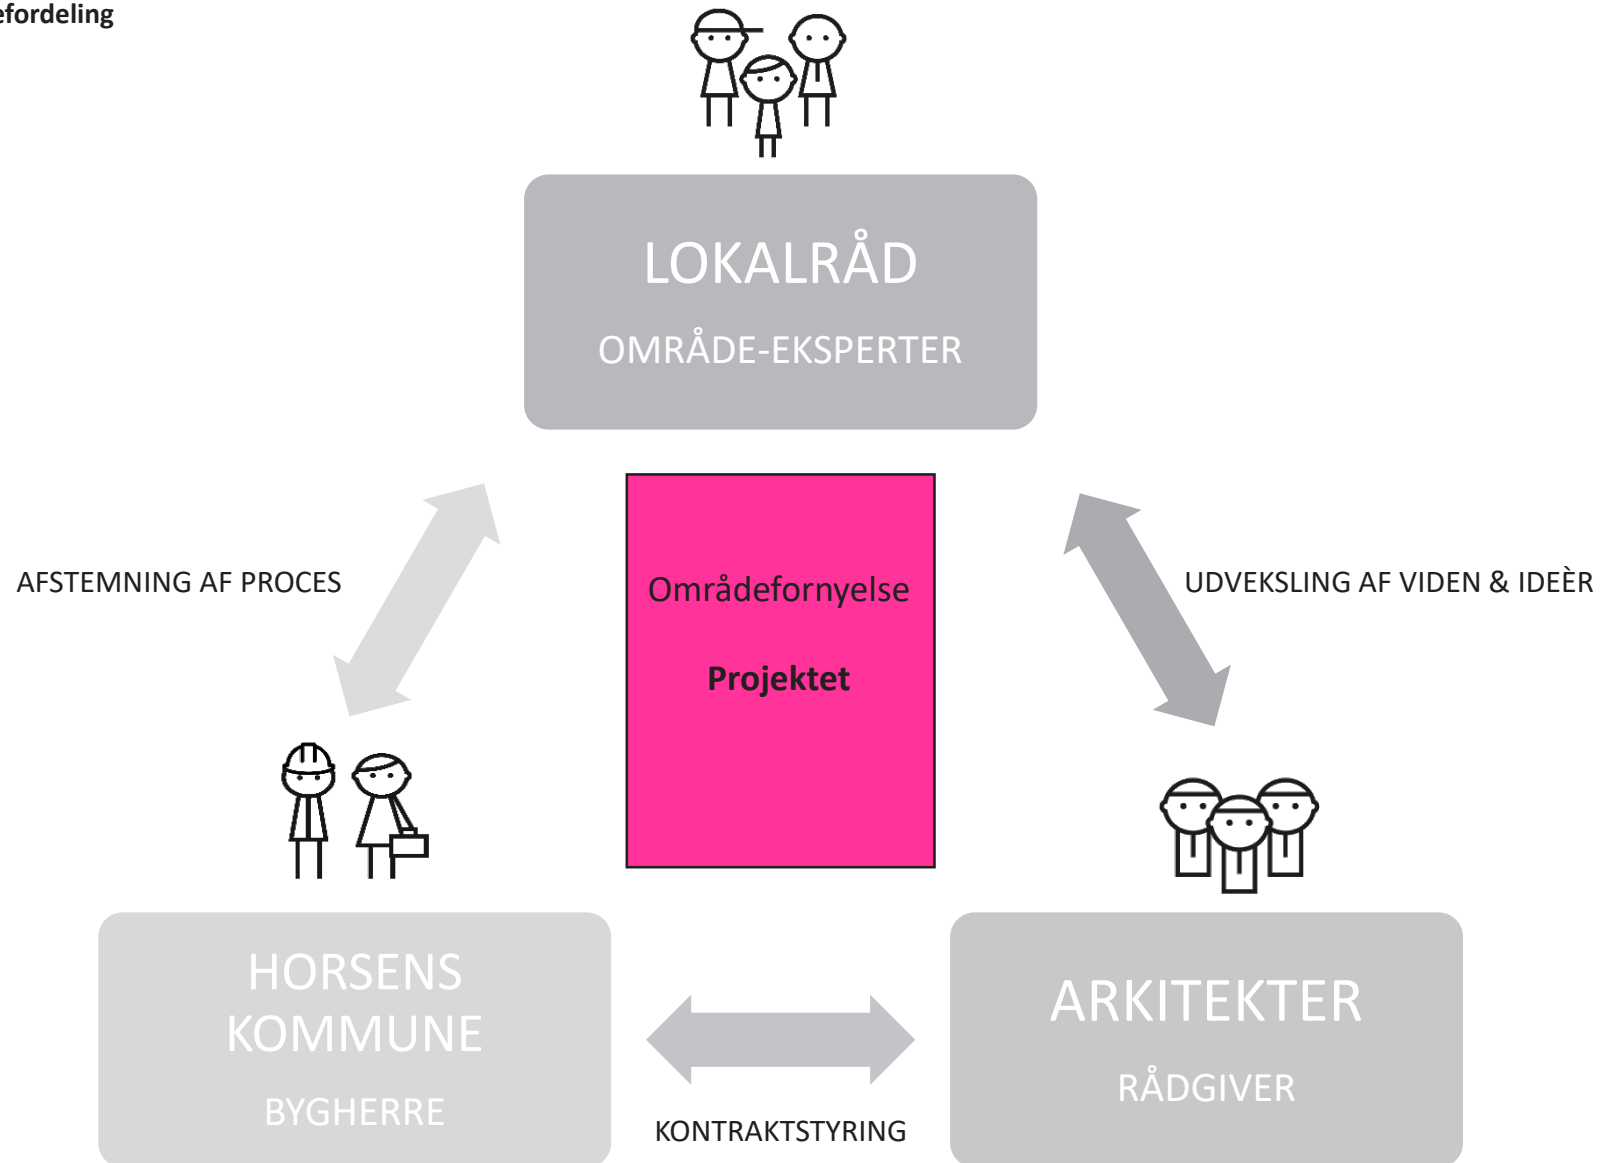 efordeling
LOKALRÅD
OMRÅDE-EKSPERTER
AFSTEMNING AF PROCES
Områdefornyelse
Projektet
UDVEKSLING AF VIDEN & IDEÈR
HORSENS
KOMMUNE
BYGHERRE
KONTRAKTSTYRING
ARKITEKTER
RÅDGIVER